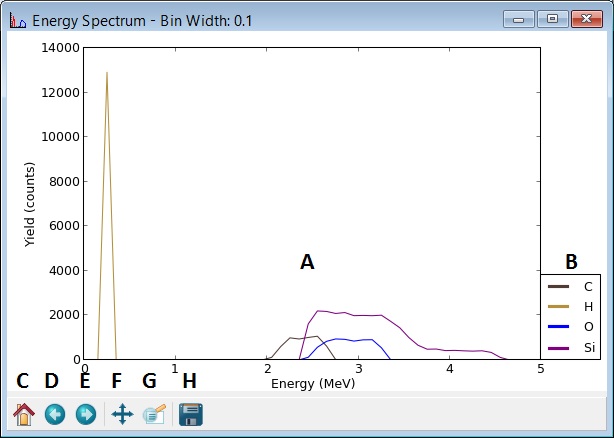 Energy Spectrum - Bin Width: 0.1
14000
12000
10000
8000
6000
4000
2000
0
Yield (counts)
A
B
C
H
O
Si
0 1 2 3 4 5
Energy (MeV)
C D E F G H